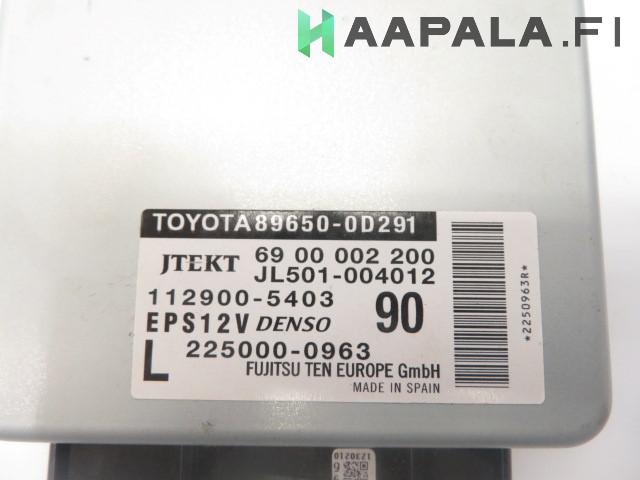 HAAPALA.FI
TOYOTA 89650-0D291
JTEKT 69 00 002 200
JL501-004012
112900-5403 90
EPS12V DENSO
L 225000-0963
FUJITSU TEN EUROPE GmbH
MADE IN SPAIN
*2250963R*
1230210